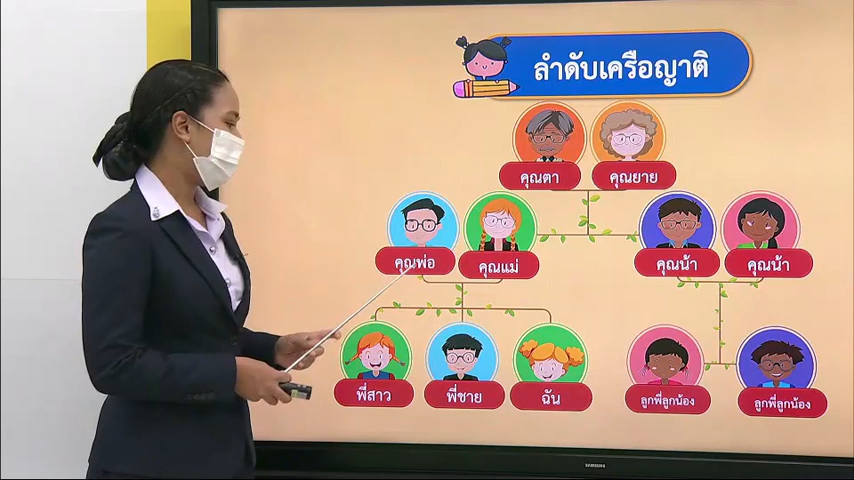 ลำดับเครือญาติ
คุณตา
คุณยาย
คุณพ่อ
คุณแม่
คุณน้า
คุณน้า
พี่สาว
พี่ชาย
ฉัน
ลูกพี่ลูกน้อง
ลูกพี่ลูกน้อง
SAMSUNG